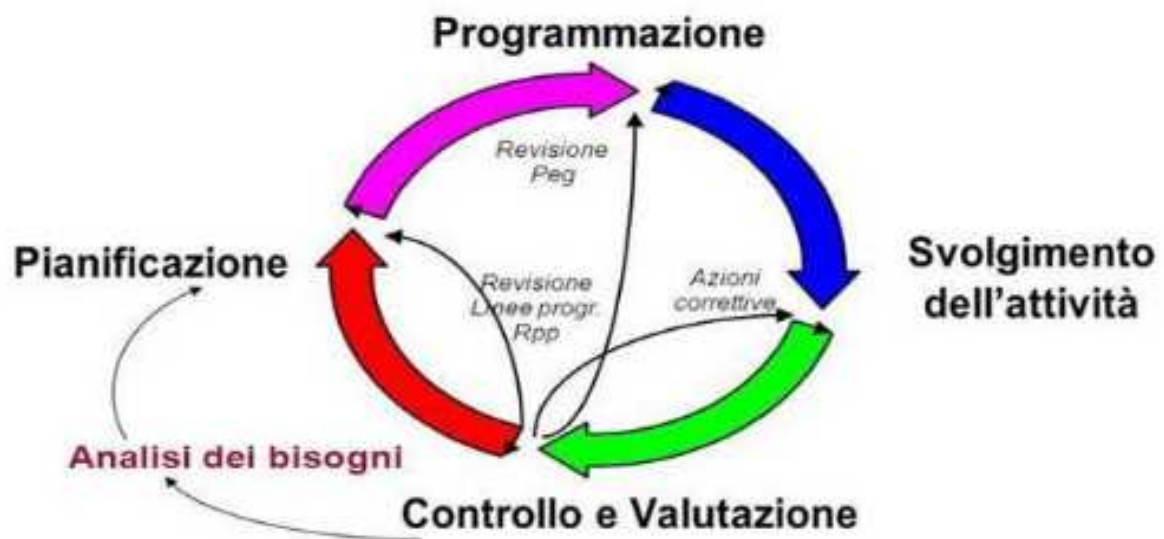 Programmazione
Revisione
Peg
Pianificazione
Svolgimento
dell'attività
Revisione
Linee progr.
Rpp
Azioni
correttive
Analisi dei bisogni
Controllo e Valutazione